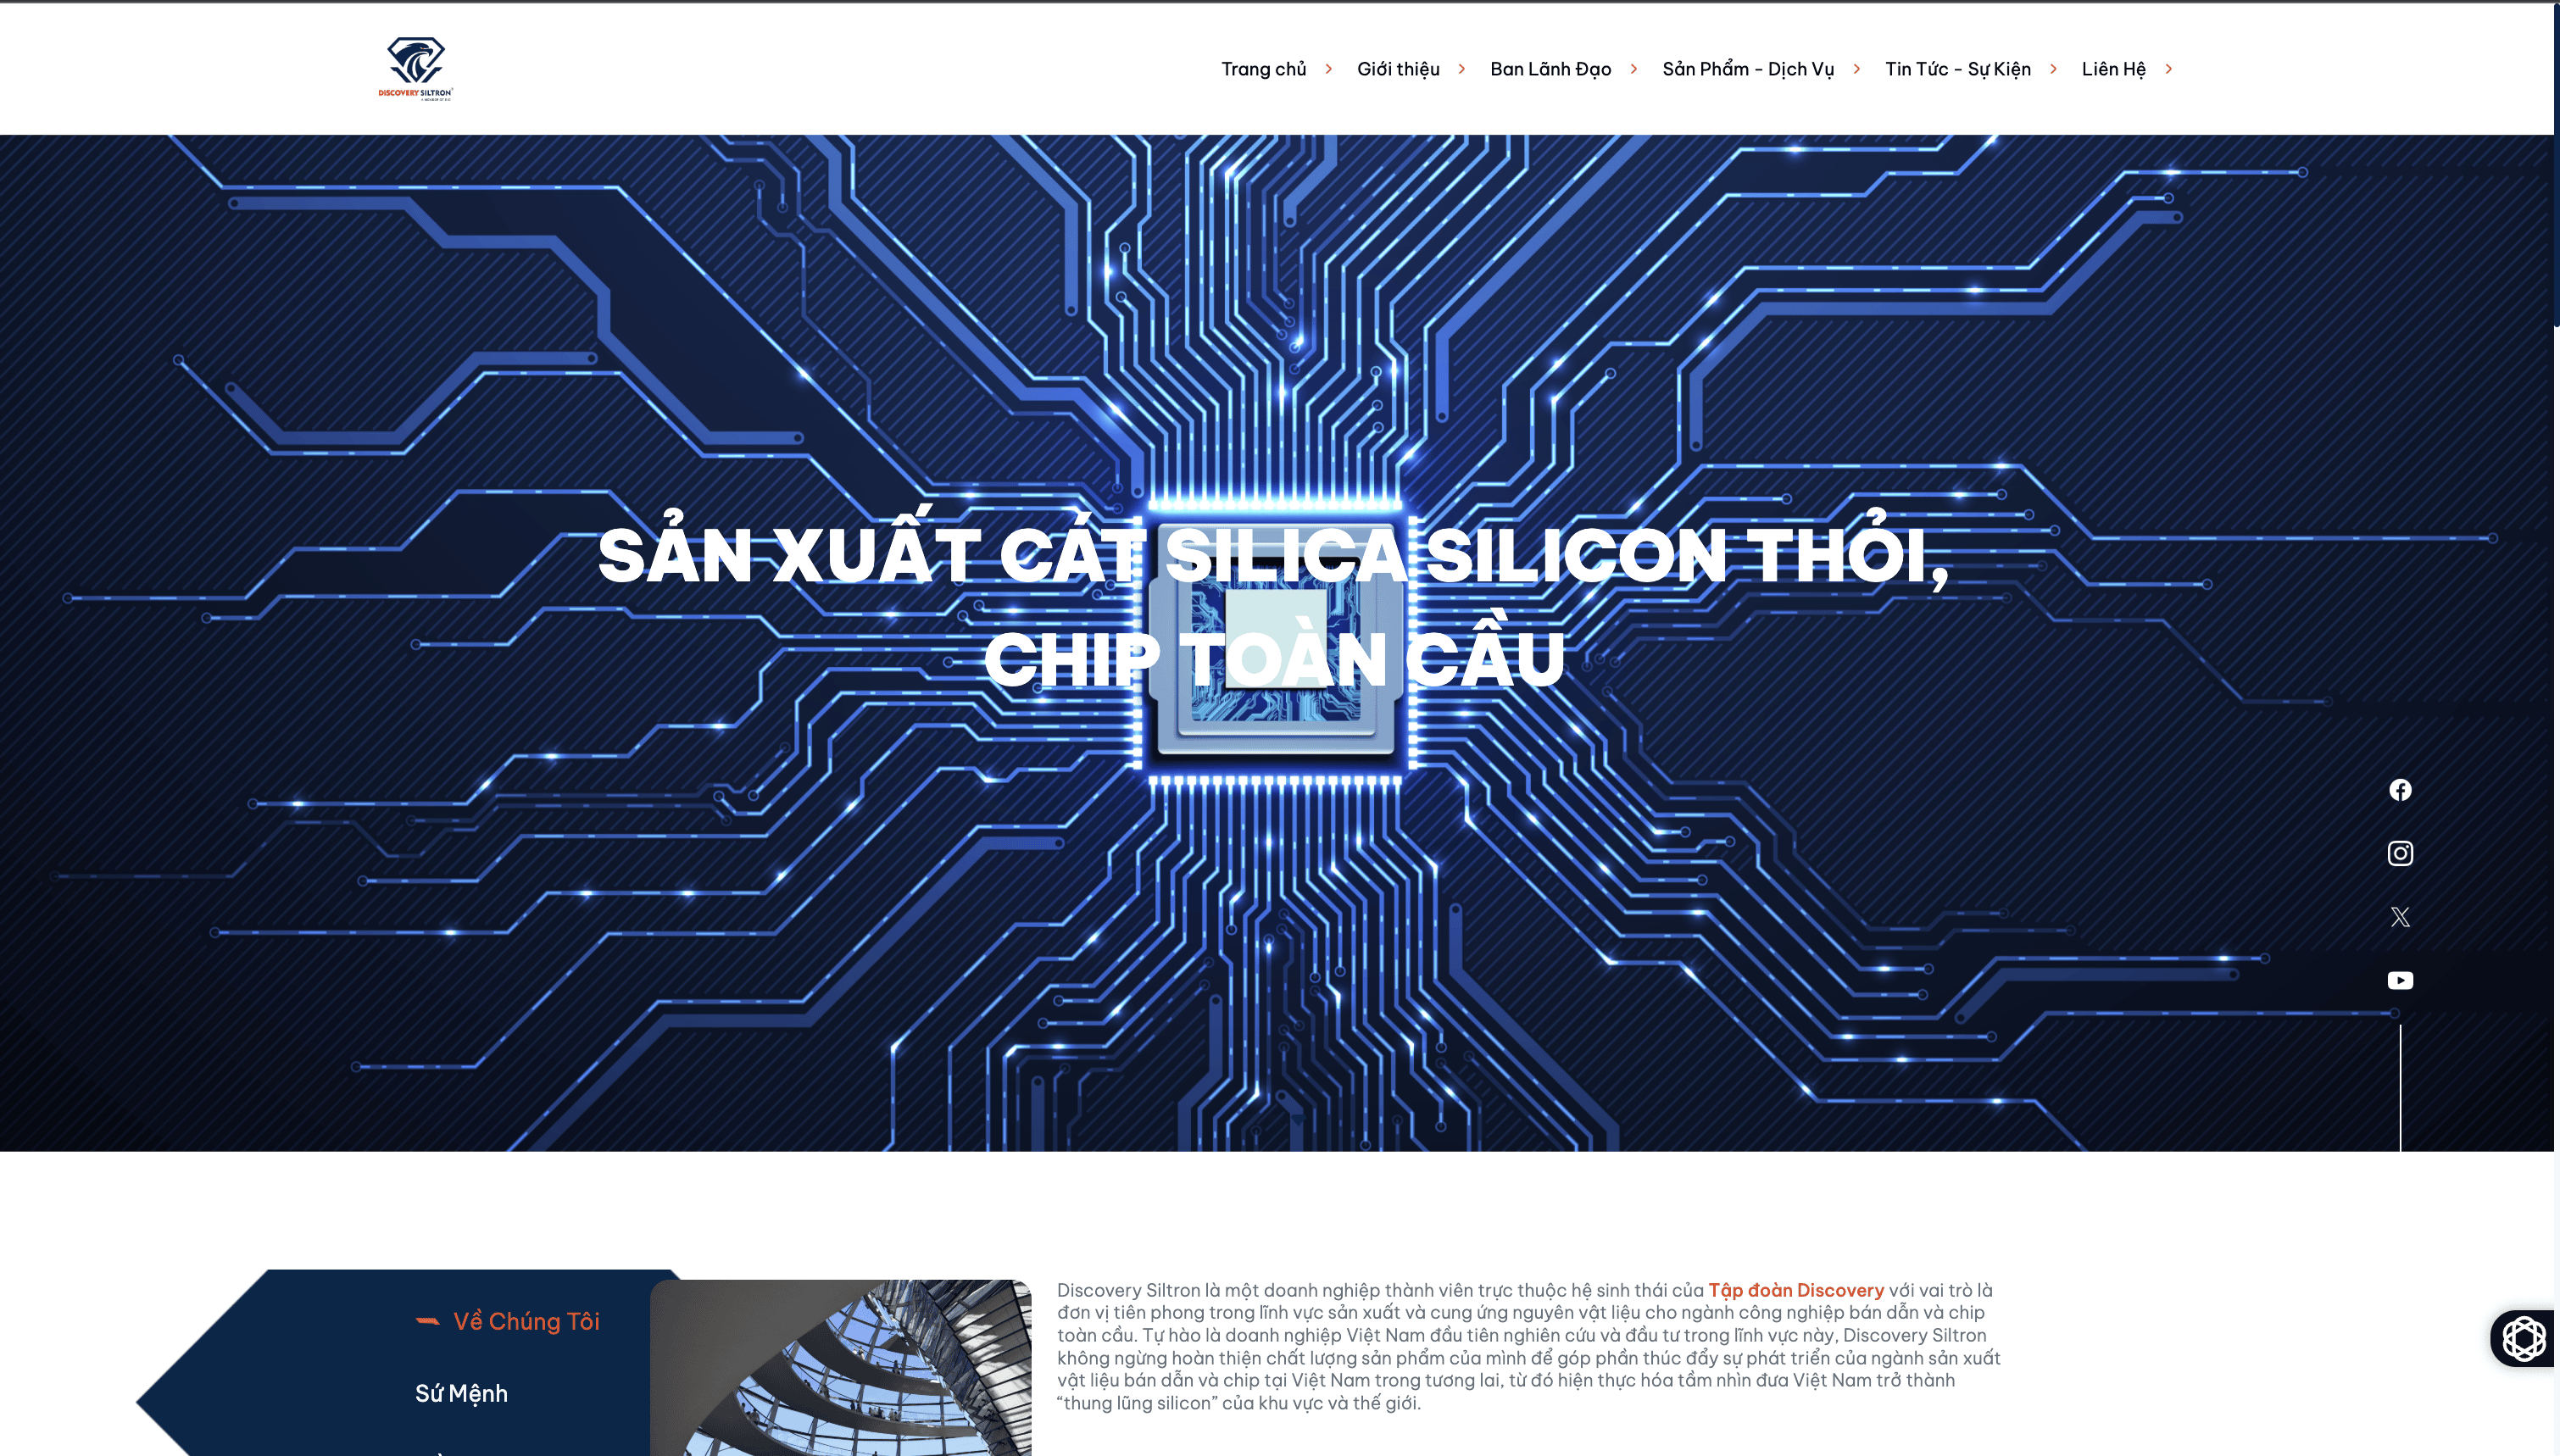 DISCOVERY SILTRON
Trang chủ
Giới thiệu
Ban Lãnh Đạo
Sản Phẩm - Dịch Vụ
Tin Tức - Sự Kiện
Liên Hệ
SẢN XUẤT CÁT SILICA SILICON THỎI,
CHIP TOÀN CẦU
Về Chúng Tôi
Sứ Mệnh
Discovery Siltron là một doanh nghiệp thành viên trực thuộc hệ sinh thái của Tập đoàn Discovery với vai trò là
đơn vị tiên phong trong lĩnh vực sản xuất và cung ứng nguyên vật liệu cho ngành công nghiệp bán dẫn và chip
toàn cầu. Tự hào là doanh nghiệp Việt Nam đầu tiên nghiên cứu và đầu tư trong lĩnh vực này, Discovery Siltron
không ngừng hoàn thiện chất lượng sản phẩm của mình để góp phần thúc đẩy sự phát triển của ngành sản xuất
vật liệu bán dẫn và chip tại Việt Nam trong tương lai, từ đó hiện thực hóa tầm nhìn đưa Việt Nam trở thành
“thung lũng silicon” của khu vực và thế giới.